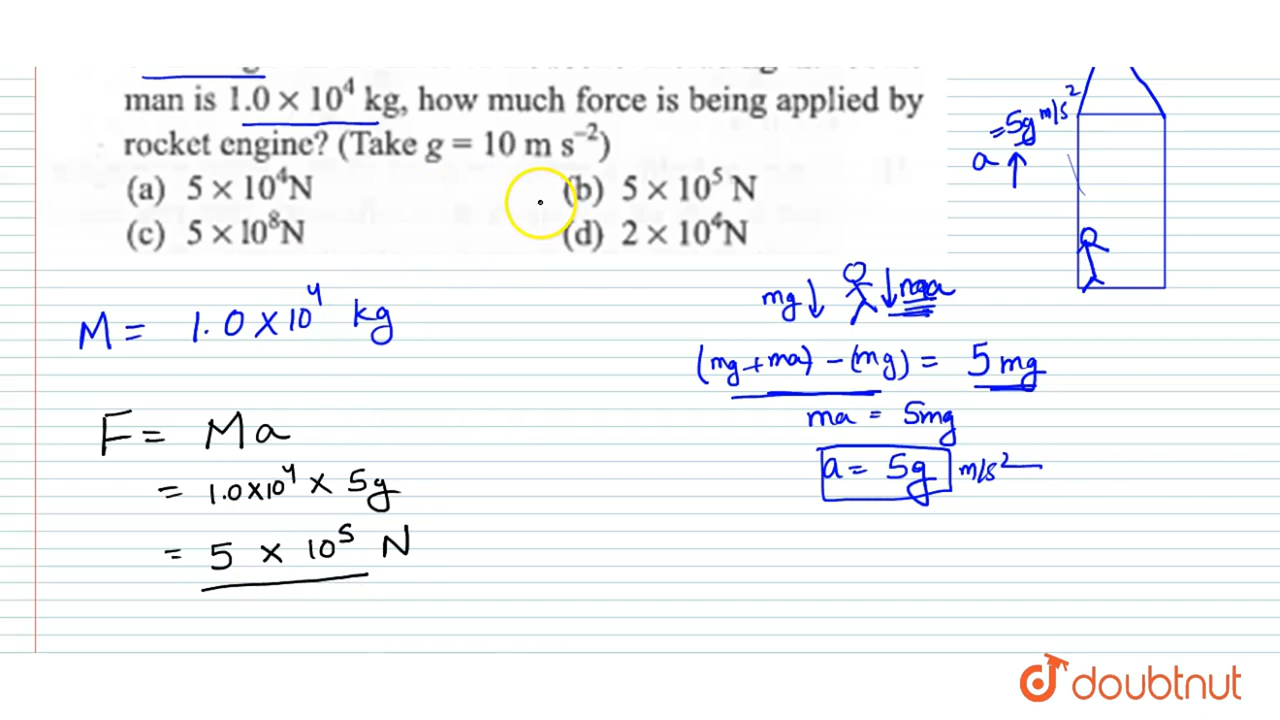 man is 1.0 × 10⁴ kg, how much force is being applied by
rocket engine? (Take g = 10 m s⁻²)
(a) 5 × 10⁴N (b) 5 × 10⁵ N
(c) 5 × 10⁸N (d) 2 × 10⁴N
= 5g m/s²
a ↑
M = 1.0 × 10⁴ kg
mg ↓ ↓ ma
(mg + ma) − (mg) = 5 mg
ma = 5mg
a = 5g m/s²
F = Ma
= 1.0×10⁴ × 5g
= 5 × 10⁵ N
doubtnut